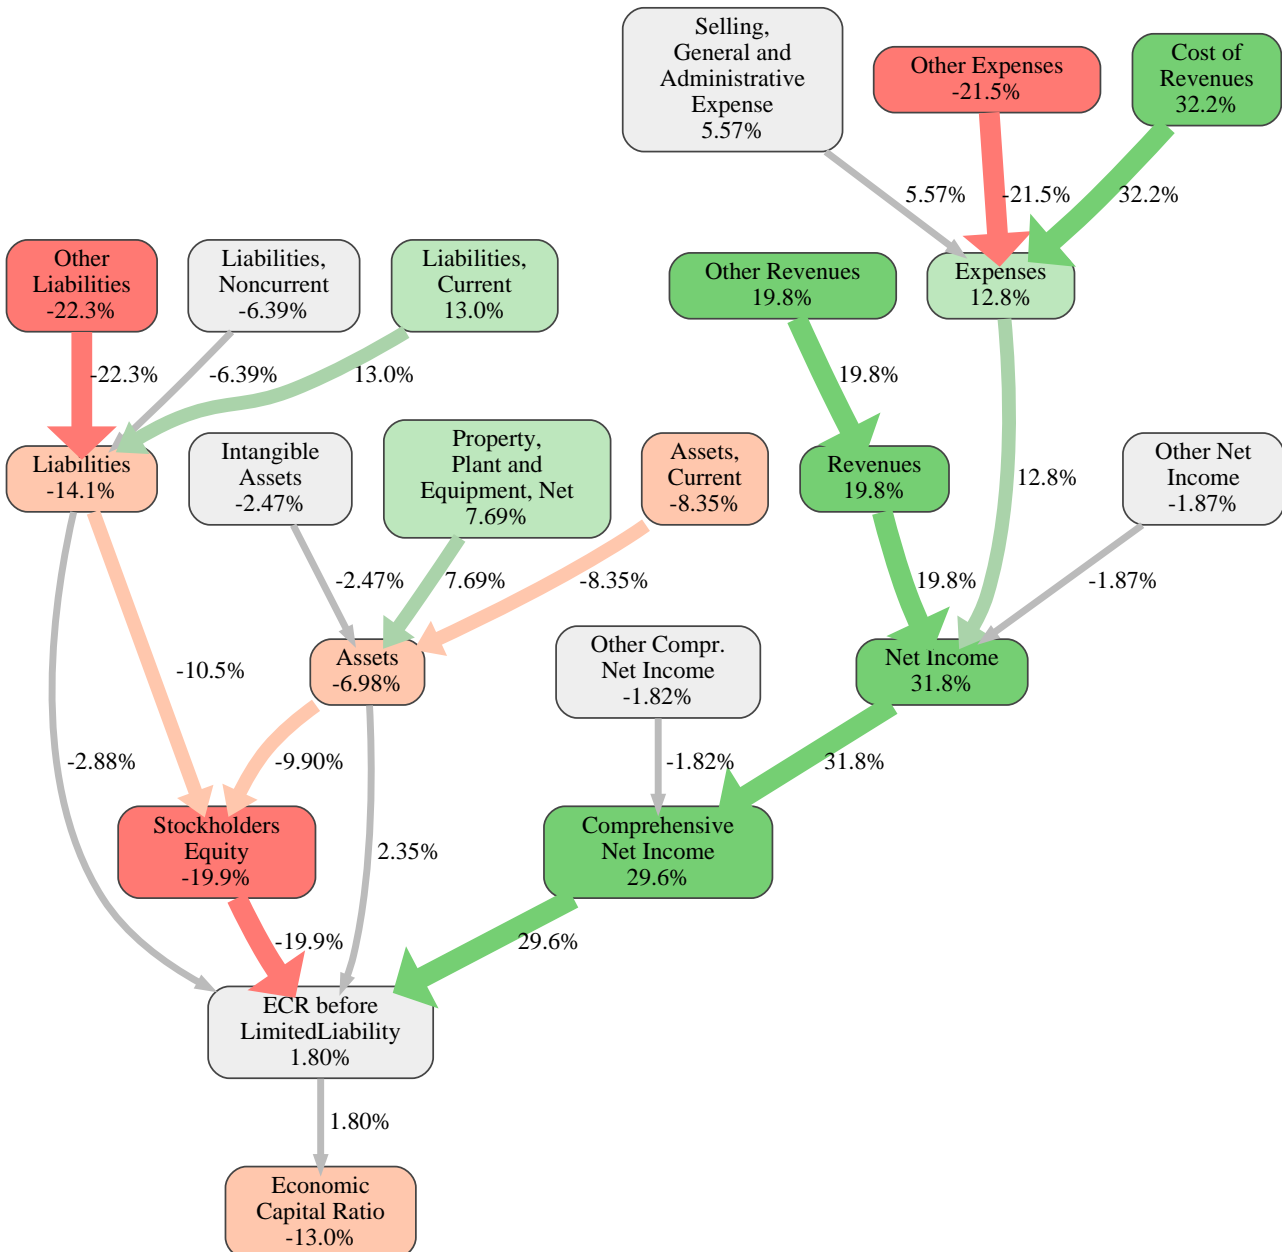 Selling,
General and
Administrative
Expense
5.57%
Other Expenses
-21.5%
Cost of
Revenues
32.2%
5.57%
-21.5%
32.2%
Other
Liabilities
-22.3%
Liabilities,
Noncurrent
-6.39%
Liabilities,
Current
13.0%
Other Revenues
19.8%
Expenses
12.8%
-22.3%
-6.39%
13.0%
19.8%
Liabilities
-14.1%
Intangible
Assets
-2.47%
Property,
Plant and
Equipment, Net
7.69%
Assets,
Current
-8.35%
Revenues
19.8%
12.8%
Other Net
Income
-1.87%
-2.47%
7.69%
-8.35%
19.8%
-1.87%
-10.5%
Assets
-6.98%
Other Compr.
Net Income
-1.82%
Net Income
31.8%
-2.88%
-9.90%
-1.82%
31.8%
Stockholders
Equity
-19.9%
2.35%
Comprehensive
Net Income
29.6%
-19.9%
29.6%
ECR before
LimitedLiability
1.80%
1.80%
Economic
Capital Ratio
-13.0%